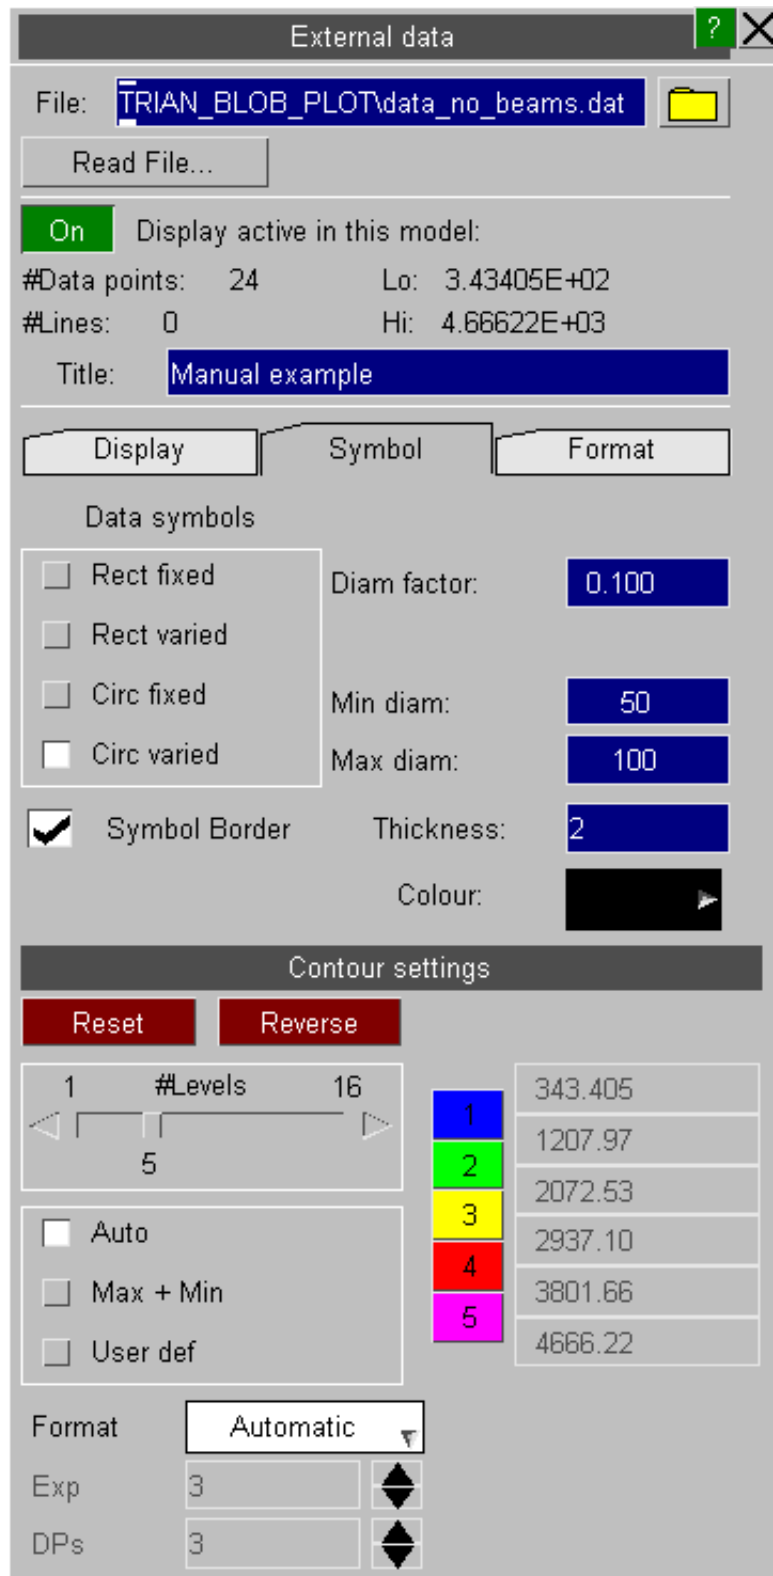 External data ?
File: TRIAN_BLOB_PLOT\data_no_beams.dat
Read File...
On Display active in this model:
#Data points: 24 Lo: 3.43405E+02
#Lines: 0 Hi: 4.66622E+03
Title: Manual example
Display Symbol Format
Data symbols
Rect fixed Diam factor: 0.100
Rect varied
Circ fixed Min diam: 50
Circ varied Max diam: 100
Symbol Border Thickness: 2
Colour:
Contour settings
Reset Reverse
1 #Levels 16
5
1
2
3
4
5
343.405
1207.97
2072.53
2937.10
3801.66
4666.22
Auto
Max + Min
User def
Format Automatic
Exp 3
DPs 3